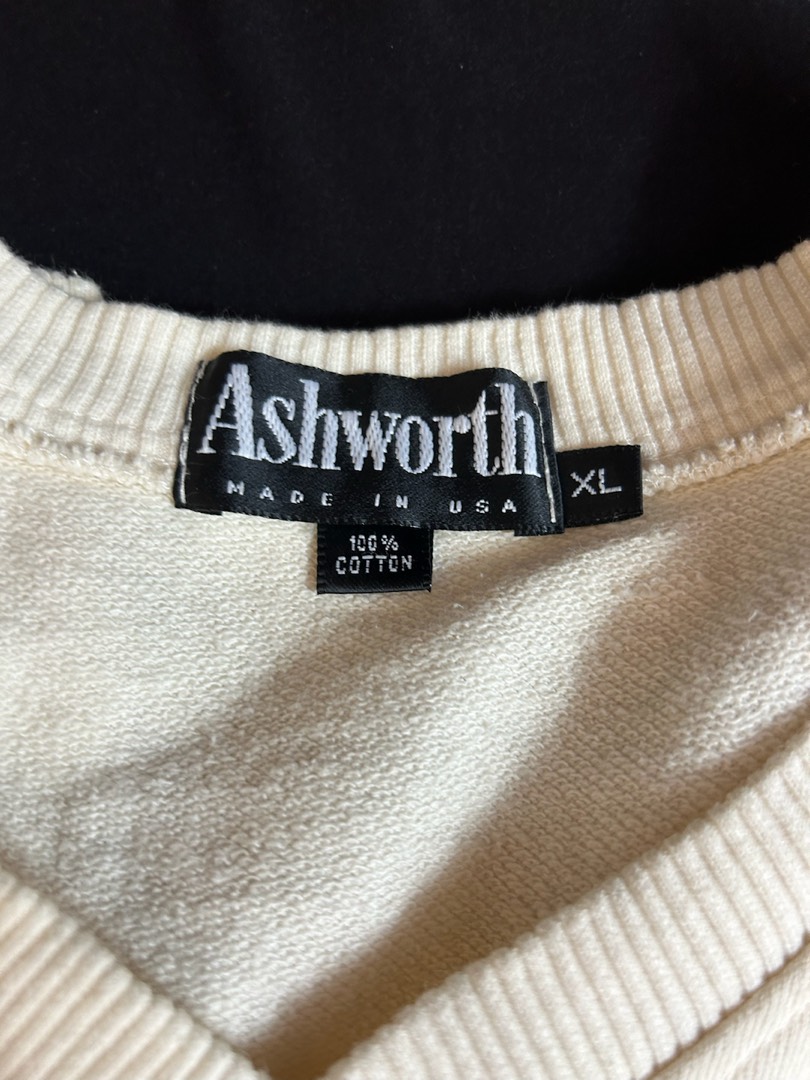 Ashworth
MADE IN USA
XL
100%
COTTON